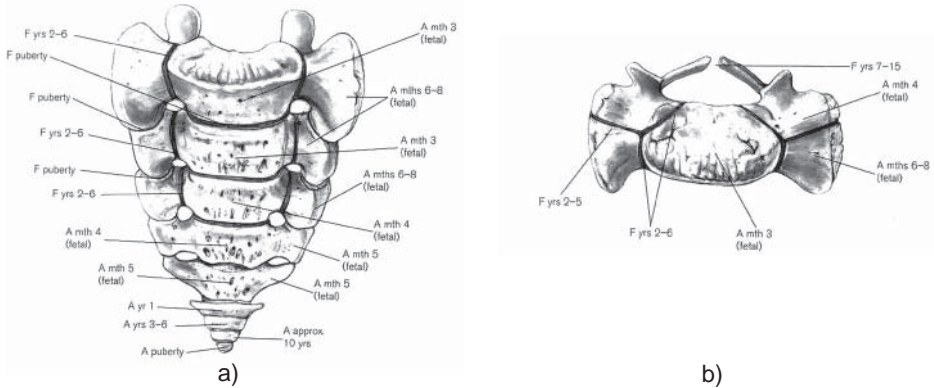 F yrs 2–6
F puberty
F puberty
F yrs 2–6
F puberty
F yrs 2–6
A mth 4
(fetal)
A mth 5
(fetal)
A yr 1
A yrs 3–6
A puberty
A mth 3
(fetal)
A mths 6–8
(fetal)
A mth 3
(fetal)
A mths 6–8
(fetal)
A mth 4
(fetal)
A mth 5
(fetal)
A mth 5
(fetal)
A approx.
10 yrs
a)
F yrs 7–15
A mth 4
(fetal)
A mths 6–8
(fetal)
F yrs 2–5
F yrs 2–6
A mth 3
(fetal)
b)